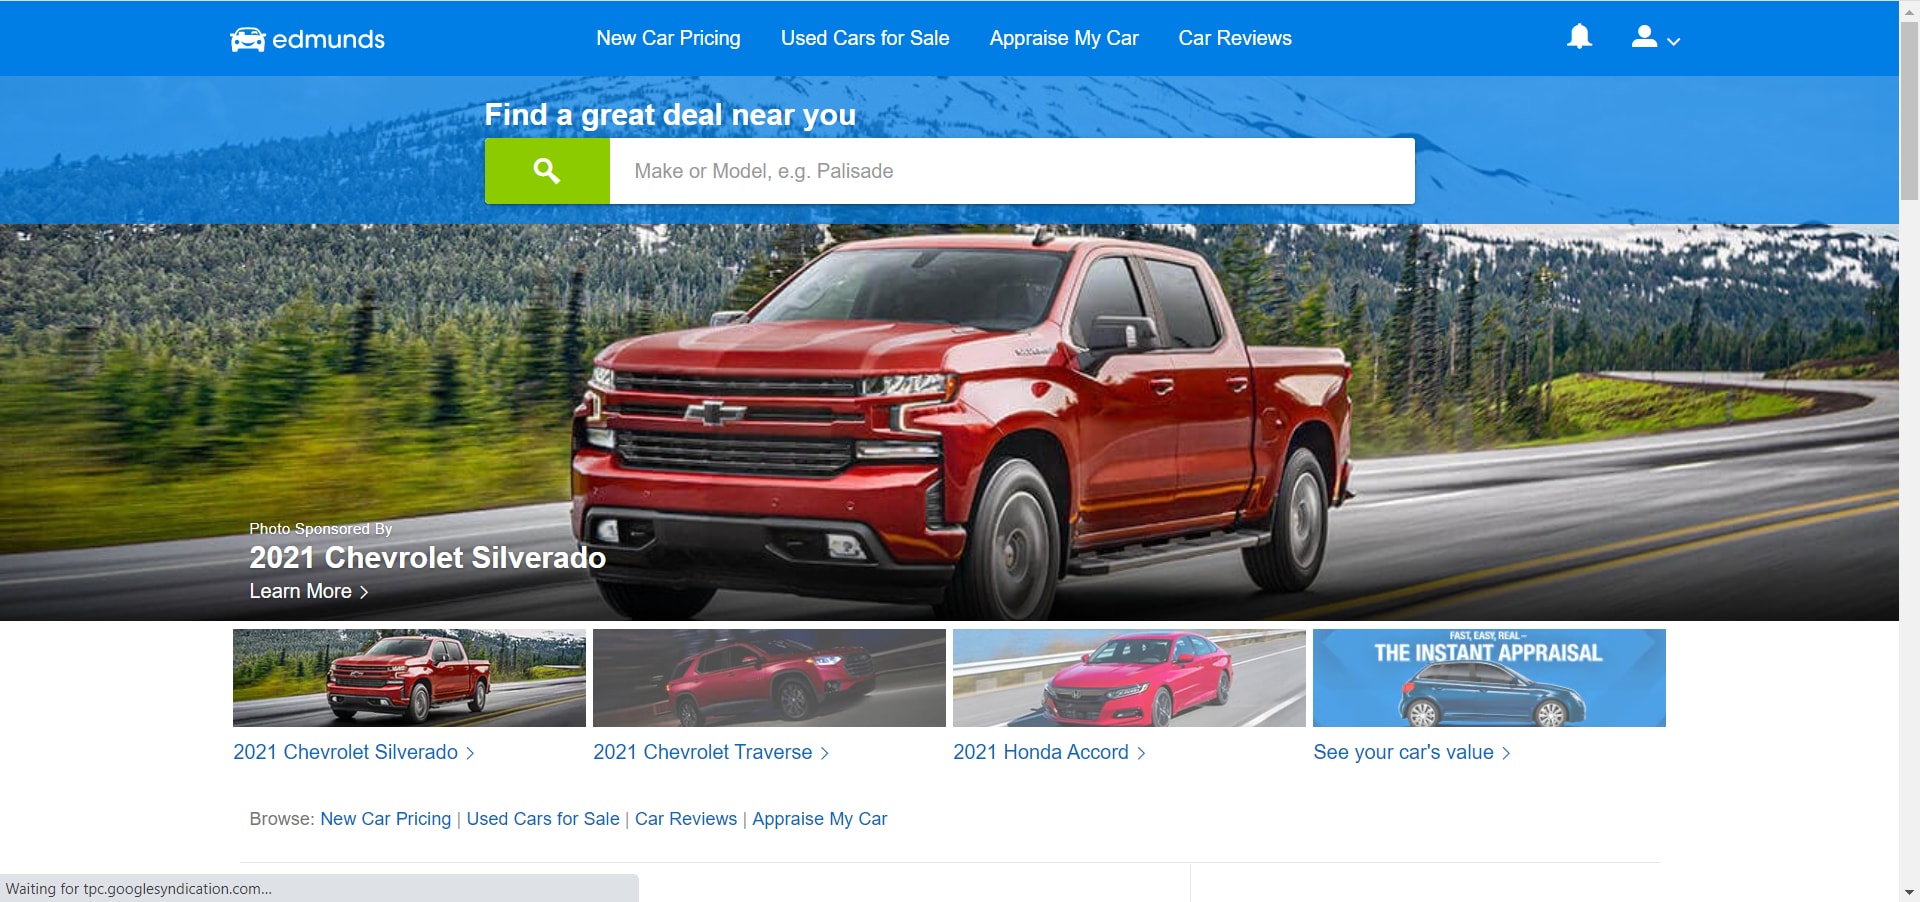 edmunds
New Car Pricing
Used Cars for Sale
Appraise My Car
Car Reviews
Find a great deal near you
Make or Model, e.g. Palisade
Photo Sponsored By
2021 Chevrolet Silverado
Learn More >
FAST, EASY, REAL –
THE INSTANT APPRAISAL
2021 Chevrolet Silverado >
2021 Chevrolet Traverse >
2021 Honda Accord >
See your car's value >
Browse: New Car Pricing | Used Cars for Sale | Car Reviews | Appraise My Car
Waiting for tpc.googlesyndication.com...